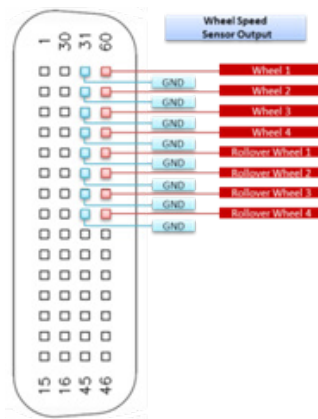 Wheel Speed
Sensor Output
1 30 31 60
Wheel 1
GND
Wheel 2
GND
Wheel 3
GND
Wheel 4
GND
Rollover Wheel 1
GND
Rollover Wheel 2
GND
Rollover Wheel 3
GND
Rollover Wheel 4
GND
15 16 45 46